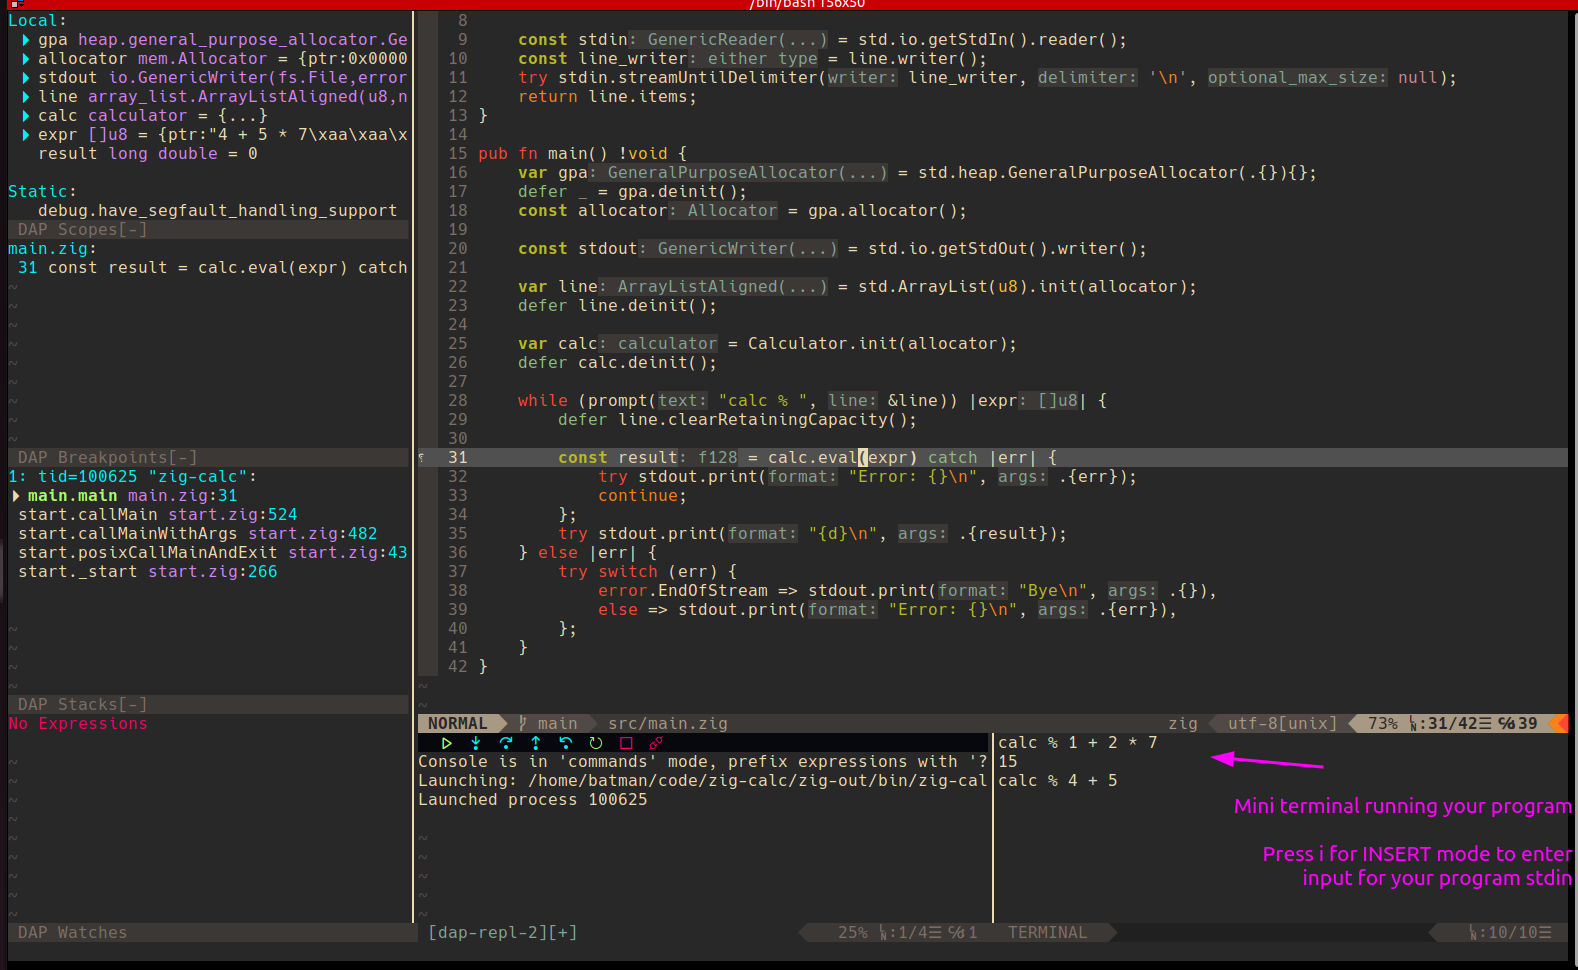 /bin/bash 156x50
Local:
gpa heap.general_purpose_allocator.Ge
allocator mem.Allocator = {ptr:0x0000
stdout io.GenericWriter(fs.File,error
line array_list.ArrayListAligned(u8,n
calc calculator = {...}
expr []u8 = {ptr:"4 + 5 * 7\xaa\xaa\x
result long double = 0
Static:
debug.have_segfault_handling_support
DAP Scopes[-]
main.zig:
31 const result = calc.eval(expr) catch
~
~
~
~
~
~
~
~
~
DAP Breakpoints[-]
1: tid=100625 "zig-calc":
main.main main.zig:31
start.callMain start.zig:524
start.callMainWithArgs start.zig:482
start.posixCallMainAndExit start.zig:43
start._start start.zig:266
~
~
~
~
DAP Stacks[-]
No Expressions
~
~
~
~
~
~
~
~
~
DAP Watches
8
9 const stdin: GenericReader(...) = std.io.getStdIn().reader();
10 const line_writer: either type = line.writer();
11 try stdin.streamUntilDelimiter(writer: line_writer, delimiter: '\n', optional_max_size: null);
12 return line.items;
13 }
14
15 pub fn main() !void {
16 var gpa: GeneralPurposeAllocator(...) = std.heap.GeneralPurposeAllocator(.{}){};
17 defer _ = gpa.deinit();
18 const allocator: Allocator = gpa.allocator();
19
20 const stdout: GenericWriter(...) = std.io.getStdOut().writer();
21
22 var line: ArrayListAligned(...) = std.ArrayList(u8).init(allocator);
23 defer line.deinit();
24
25 var calc: calculator = Calculator.init(allocator);
26 defer calc.deinit();
27
28 while (prompt(text: "calc % ", line: &line)) |expr: []u8| {
29 defer line.clearRetainingCapacity();
30
31 const result: f128 = calc.eval(expr) catch |err| {
32 try stdout.print(format: "Error: {}\n", args: .{err});
33 continue;
34 };
35 try stdout.print(format: "{d}\n", args: .{result});
36 } else |err| {
37 try switch (err) {
38 error.EndOfStream => stdout.print(format: "Bye\n", args: .{}),
39 else => stdout.print(format: "Error: {}\n", args: .{err}),
40 };
41 }
42 }
~
~
NORMAL main src/main.zig zig utf-8[unix] 73% :31/42 39
Console is in 'commands' mode, prefix expressions with '?
Launching: /home/batman/code/zig-calc/zig-out/bin/zig-cal
Launched process 100625
~
~
~
~
~
[dap-repl-2][+] 25% :1/4 1
calc % 1 + 2 * 7
15
calc % 4 + 5
Mini terminal running your program
Press i for INSERT mode to enter
input for your program stdin
TERMINAL :10/10